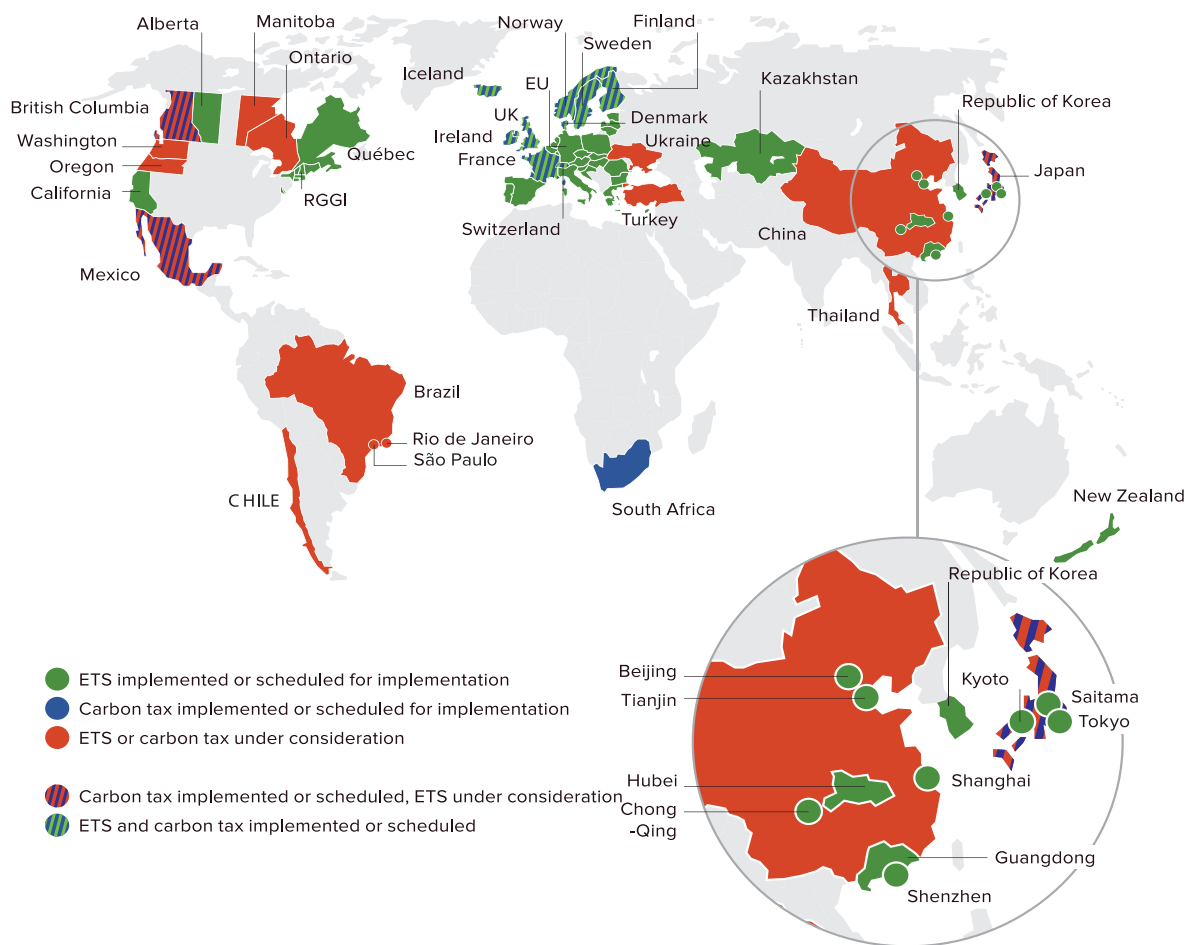 Alberta
Manitoba
Ontario
Norway
Finland
Sweden
Iceland
EU
Kazakhstan
British Columbia
UK
Republic of Korea
Washington
Ireland
Denmark
Ukraine
Oregon
Québec
France
Japan
California
RGGI
Switzerland
Turkey
China
Mexico
Thailand
Brazil
Rio de Janeiro
São Paulo
CHILE
South Africa
New Zealand
Republic of Korea
Beijing
Tianjin
Kyoto
Saitama
Tokyo
Hubei
Shanghai
Chong
-Qing
Guangdong
Shenzhen
ETS implemented or scheduled for implementation
Carbon tax implemented or scheduled for implementation
ETS or carbon tax under consideration
Carbon tax implemented or scheduled, ETS under consideration
ETS and carbon tax implemented or scheduled